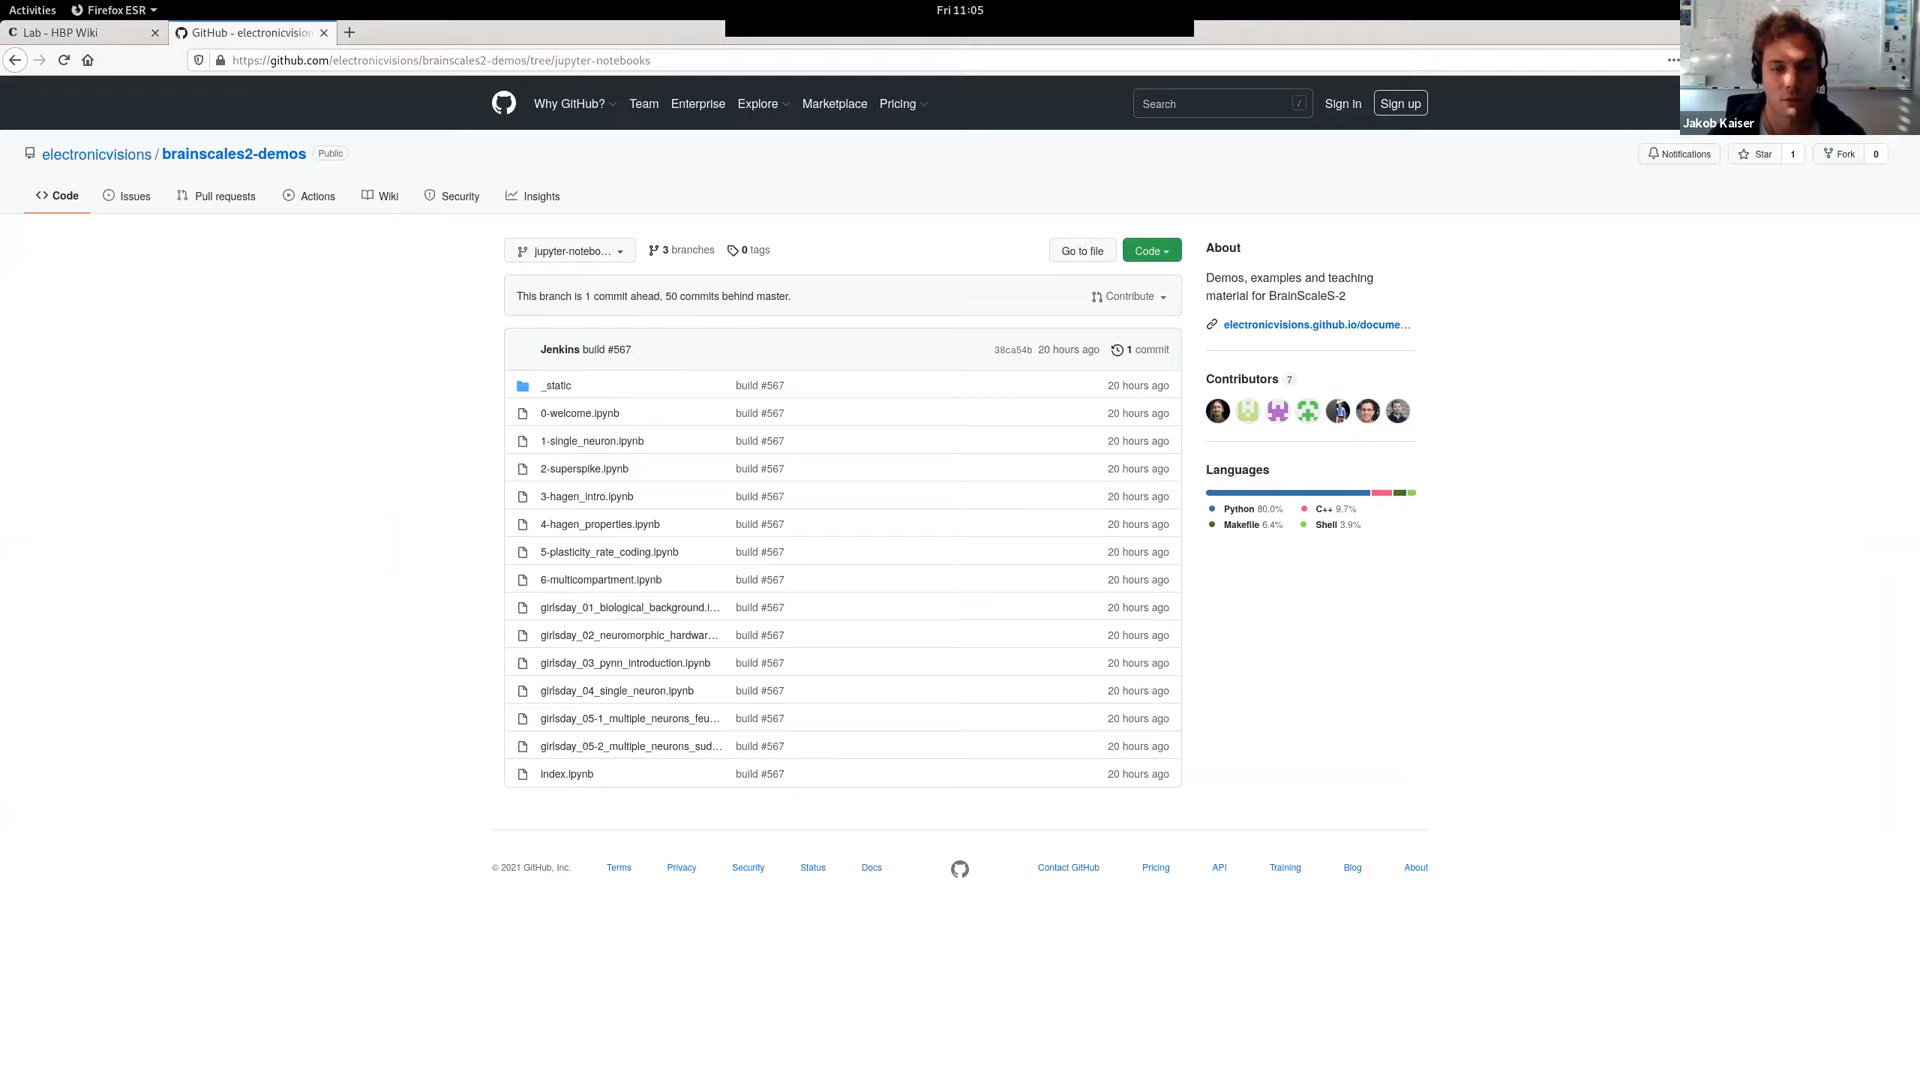 Activities Firefox ESR Fri 11:05
Lab - HBP Wiki GitHub - electronicvision
https://github.com/electronicvisions/brainscales2-demos/tree/jupyter-notebooks
Jakob Kaiser
Why GitHub? Team Enterprise Explore Marketplace Pricing Search / Sign in Sign up
electronicvisions / brainscales2-demos Public Notifications Star 1 Fork 0
Code Issues Pull requests Actions Wiki Security Insights
jupyter-notebo... 3 branches 0 tags Go to file Code
This branch is 1 commit ahead, 50 commits behind master. Contribute
Jenkins build #567 38ca54b 20 hours ago 1 commit
_static build #567 20 hours ago
0-welcome.ipynb build #567 20 hours ago
1-single_neuron.ipynb build #567 20 hours ago
2-superspike.ipynb build #567 20 hours ago
3-hagen_intro.ipynb build #567 20 hours ago
4-hagen_properties.ipynb build #567 20 hours ago
5-plasticity_rate_coding.ipynb build #567 20 hours ago
6-multicompartment.ipynb build #567 20 hours ago
girlsday_01_biological_background.i... build #567 20 hours ago
girlsday_02_neuromorphic_hardwar... build #567 20 hours ago
girlsday_03_pynn_introduction.ipynb build #567 20 hours ago
girlsday_04_single_neuron.ipynb build #567 20 hours ago
girlsday_05-1_multiple_neurons_feu... build #567 20 hours ago
girlsday_05-2_multiple_neurons_sud... build #567 20 hours ago
index.ipynb build #567 20 hours ago
About
Demos, examples and teaching
material for BrainScaleS-2
electronicvisions.github.io/docume...
Contributors 7
Languages
Python 80.0% C++ 9.7%
Makefile 6.4% Shell 3.9%
© 2021 GitHub, Inc. Terms Privacy Security Status Docs Contact GitHub Pricing API Training Blog About